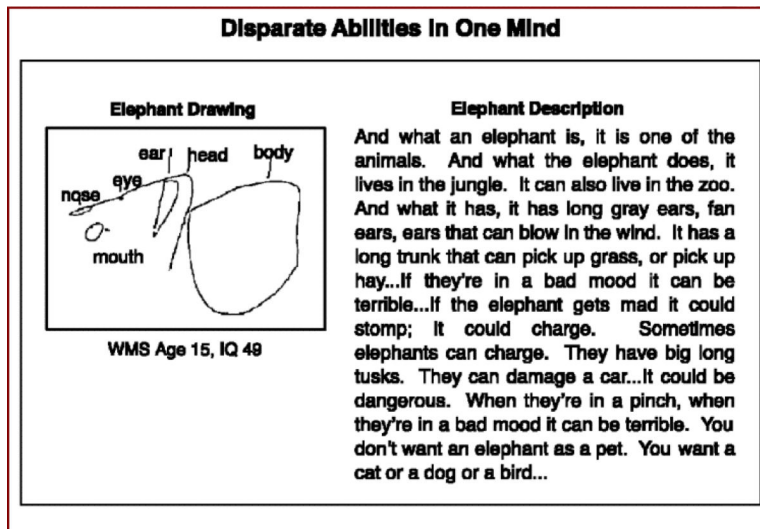 Disparate Abilities in One Mind
Elephant Drawing
ear
head
body
eye
nose
mouth
WMS Age 15, IQ 49
Elephant Description
And what an elephant is, it is one of the
animals. And what the elephant does, it
lives in the jungle. It can also live in the zoo.
And what it has, it has long gray ears, fan
ears, ears that can blow in the wind. It has a
long trunk that can pick up grass, or pick up
hay...If they're in a bad mood it can be
terrible...If the elephant gets mad it could
stomp; it could charge. Sometimes
elephants can charge. They have big long
tusks. They can damage a car...It could be
dangerous. When they're in a pinch, when
they're in a bad mood it can be terrible. You
don't want an elephant as a pet. You want a
cat or a dog or a bird...